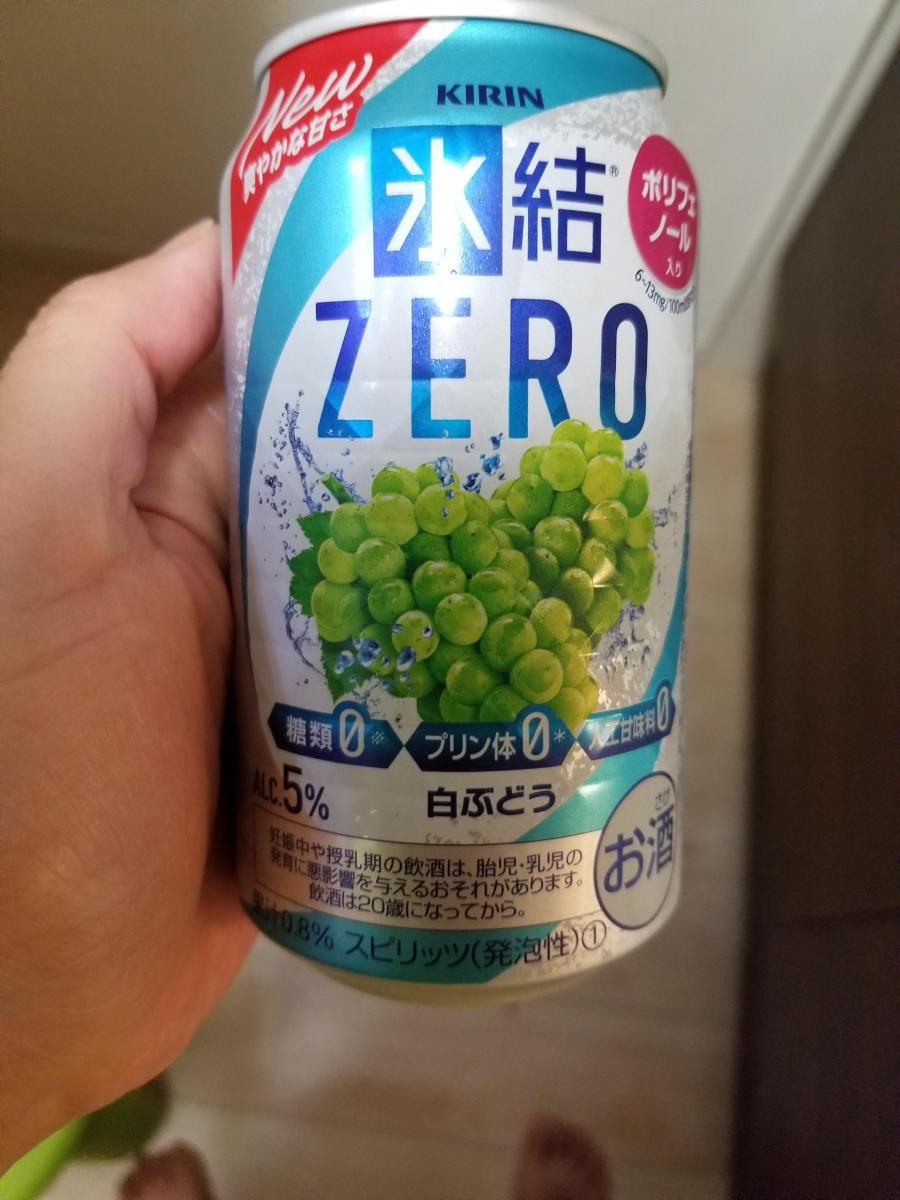 New
爽やかな甘さ
KIRIN
氷結®
ポリフェ
ノール
入り
6~13mg/100ml
ZERO
糖類0※
プリン体0*
人工甘味料0
ALC.5%
白ぶどう
さけ
お酒
妊娠中や授乳期の飲酒は、胎児・乳児の
発育に悪影響を与えるおそれがあります。
飲酒は20歳になってから。
果汁0.8% スピリッツ(発泡性)①